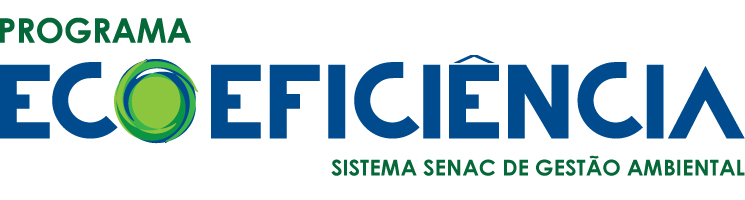 PROGRAMA
ECOEFICIÊNCIA
SISTEMA SENAC DE GESTÃO AMBIENTAL